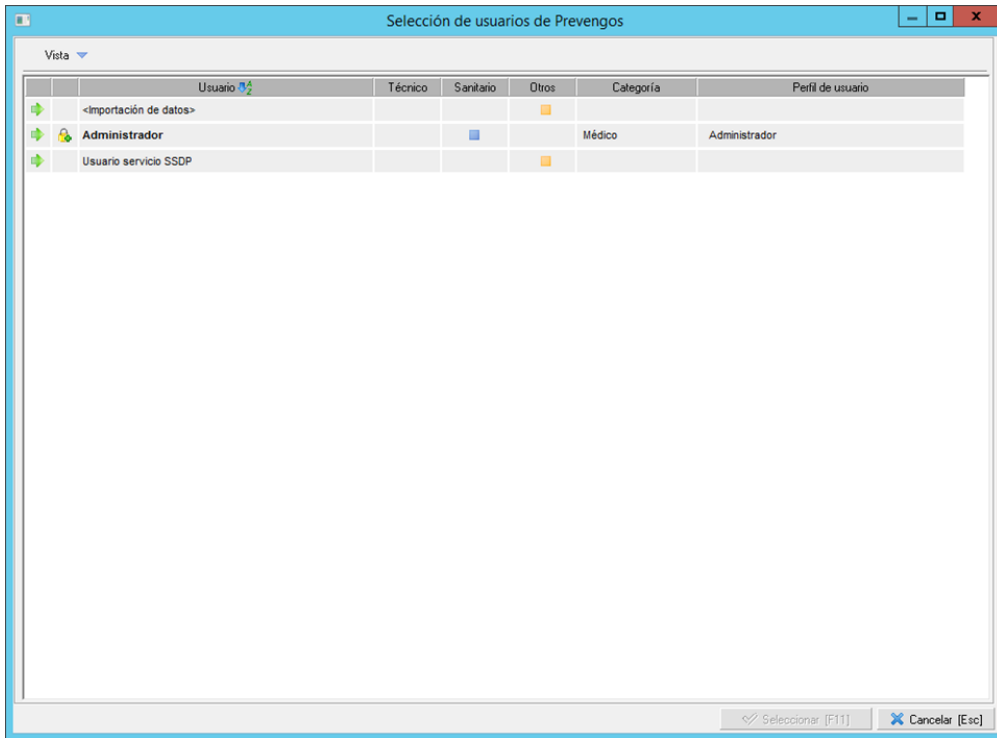 Selección de usuarios de Prevengos
Vista
Usuario Técnico Sanitario Otros Categoría Perfil de usuario
<Importación de datos>
Administrador Médico Administrador
Usuario servicio SSDP
Seleccionar [F11] Cancelar [Esc]